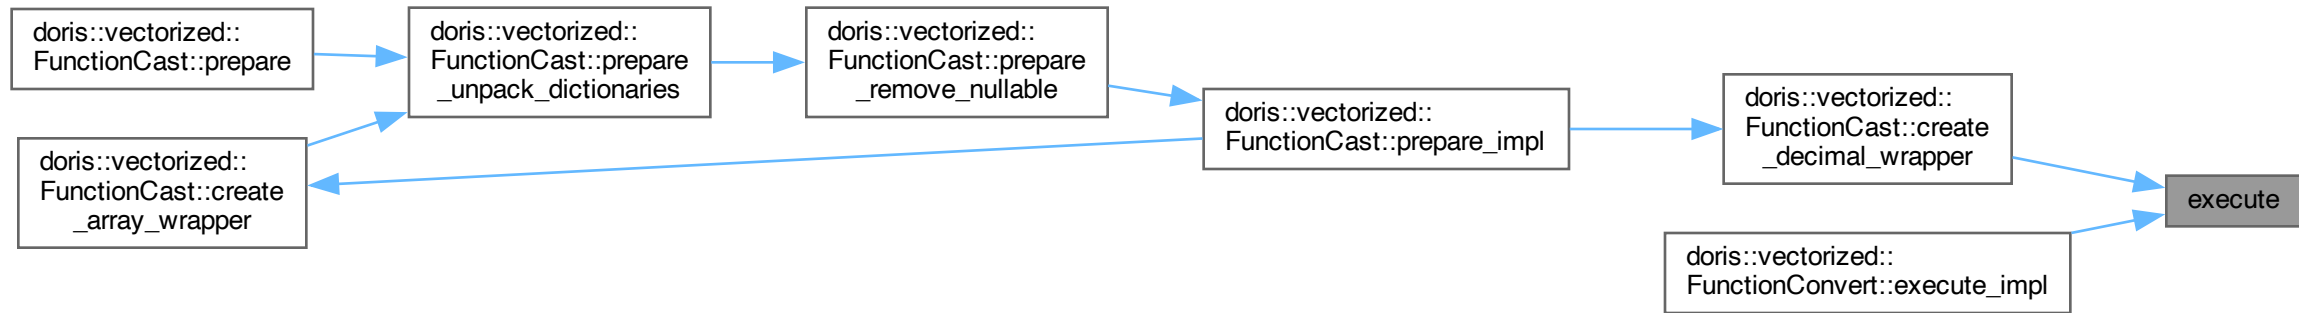 doris::vectorized::
FunctionCast::prepare
doris::vectorized::
FunctionCast::prepare
_unpack_dictionaries
doris::vectorized::
FunctionCast::prepare
_remove_nullable
doris::vectorized::
FunctionCast::prepare_impl
doris::vectorized::
FunctionCast::create
_decimal_wrapper
doris::vectorized::
FunctionCast::create
_array_wrapper
execute
doris::vectorized::
FunctionConvert::execute_impl